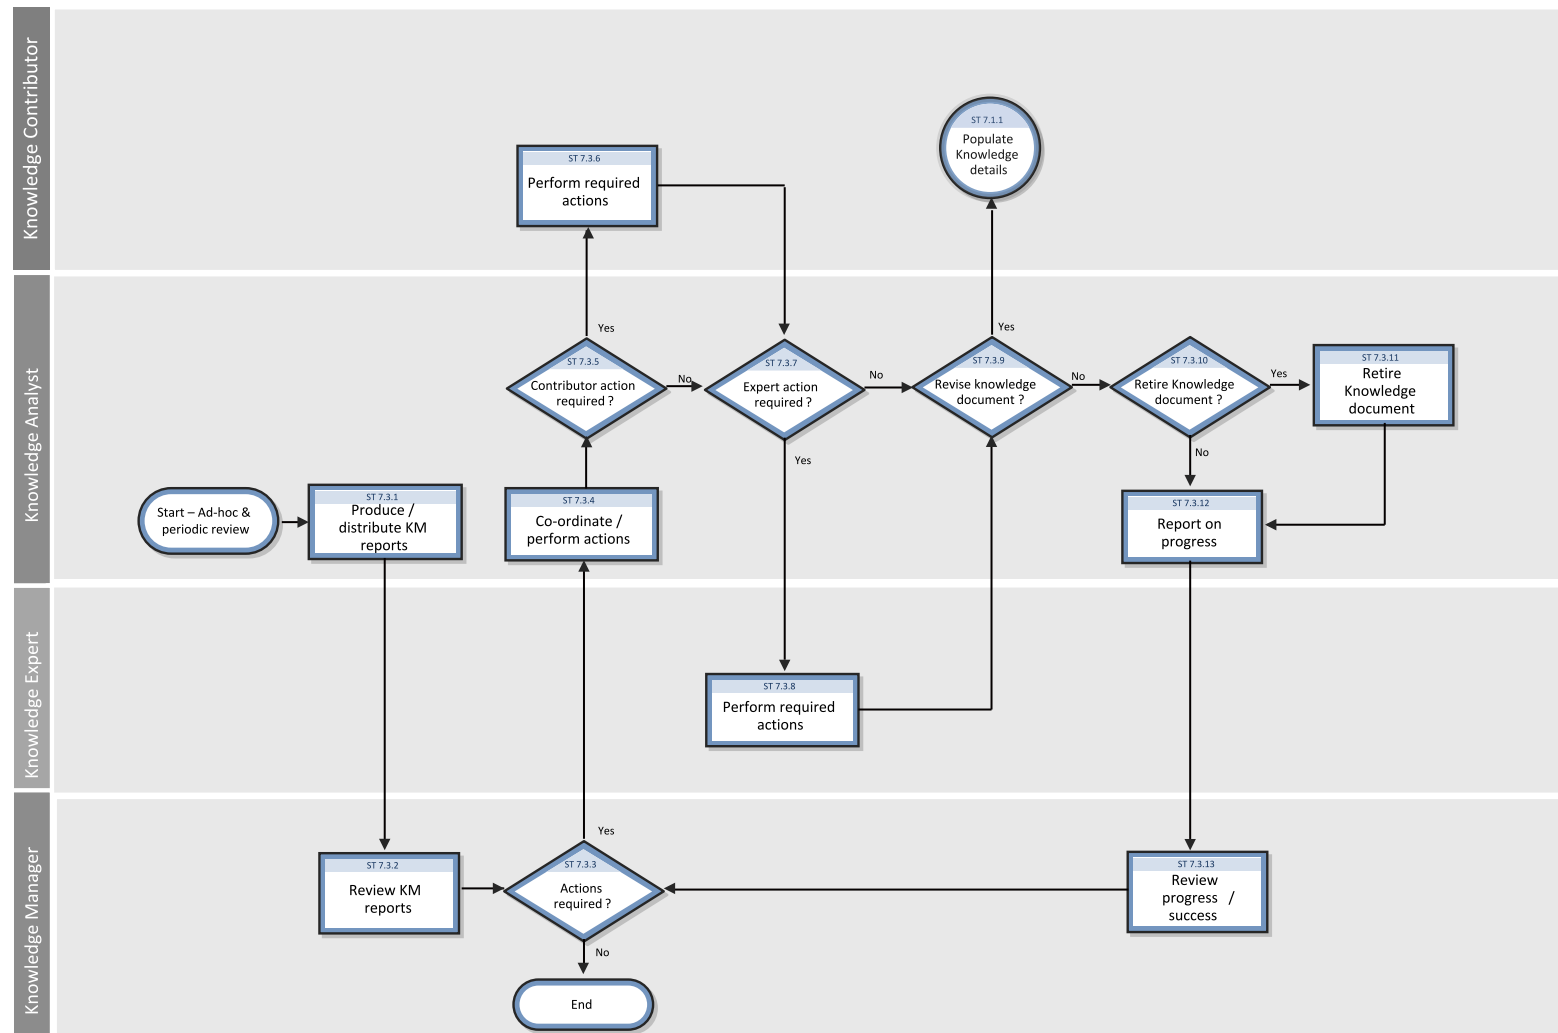 Knowledge Contributor
ST 7.1.1
Populate
Knowledge
details
ST 7.3.6
Perform required
actions
Knowledge Analyst
Yes
ST 7.3.5
Contributor action
required ?
No
ST 7.3.7
Expert action
required ?
No
Yes
Yes
ST 7.3.9
Revise knowledge
document ?
No
ST 7.3.10
Retire Knowledge
document ?
Yes
No
ST 7.3.11
Retire
Knowledge
document
Start – Ad-hoc &
periodic review
ST 7.3.1
Produce /
distribute KM
reports
ST 7.3.4
Co-ordinate /
perform actions
ST 7.3.12
Report on
progress
Knowledge Expert
ST 7.3.8
Perform required
actions
Knowledge Manager
ST 7.3.2
Review KM
reports
Yes
ST 7.3.3
Actions
required ?
No
ST 7.3.13
Review
progress /
success
End